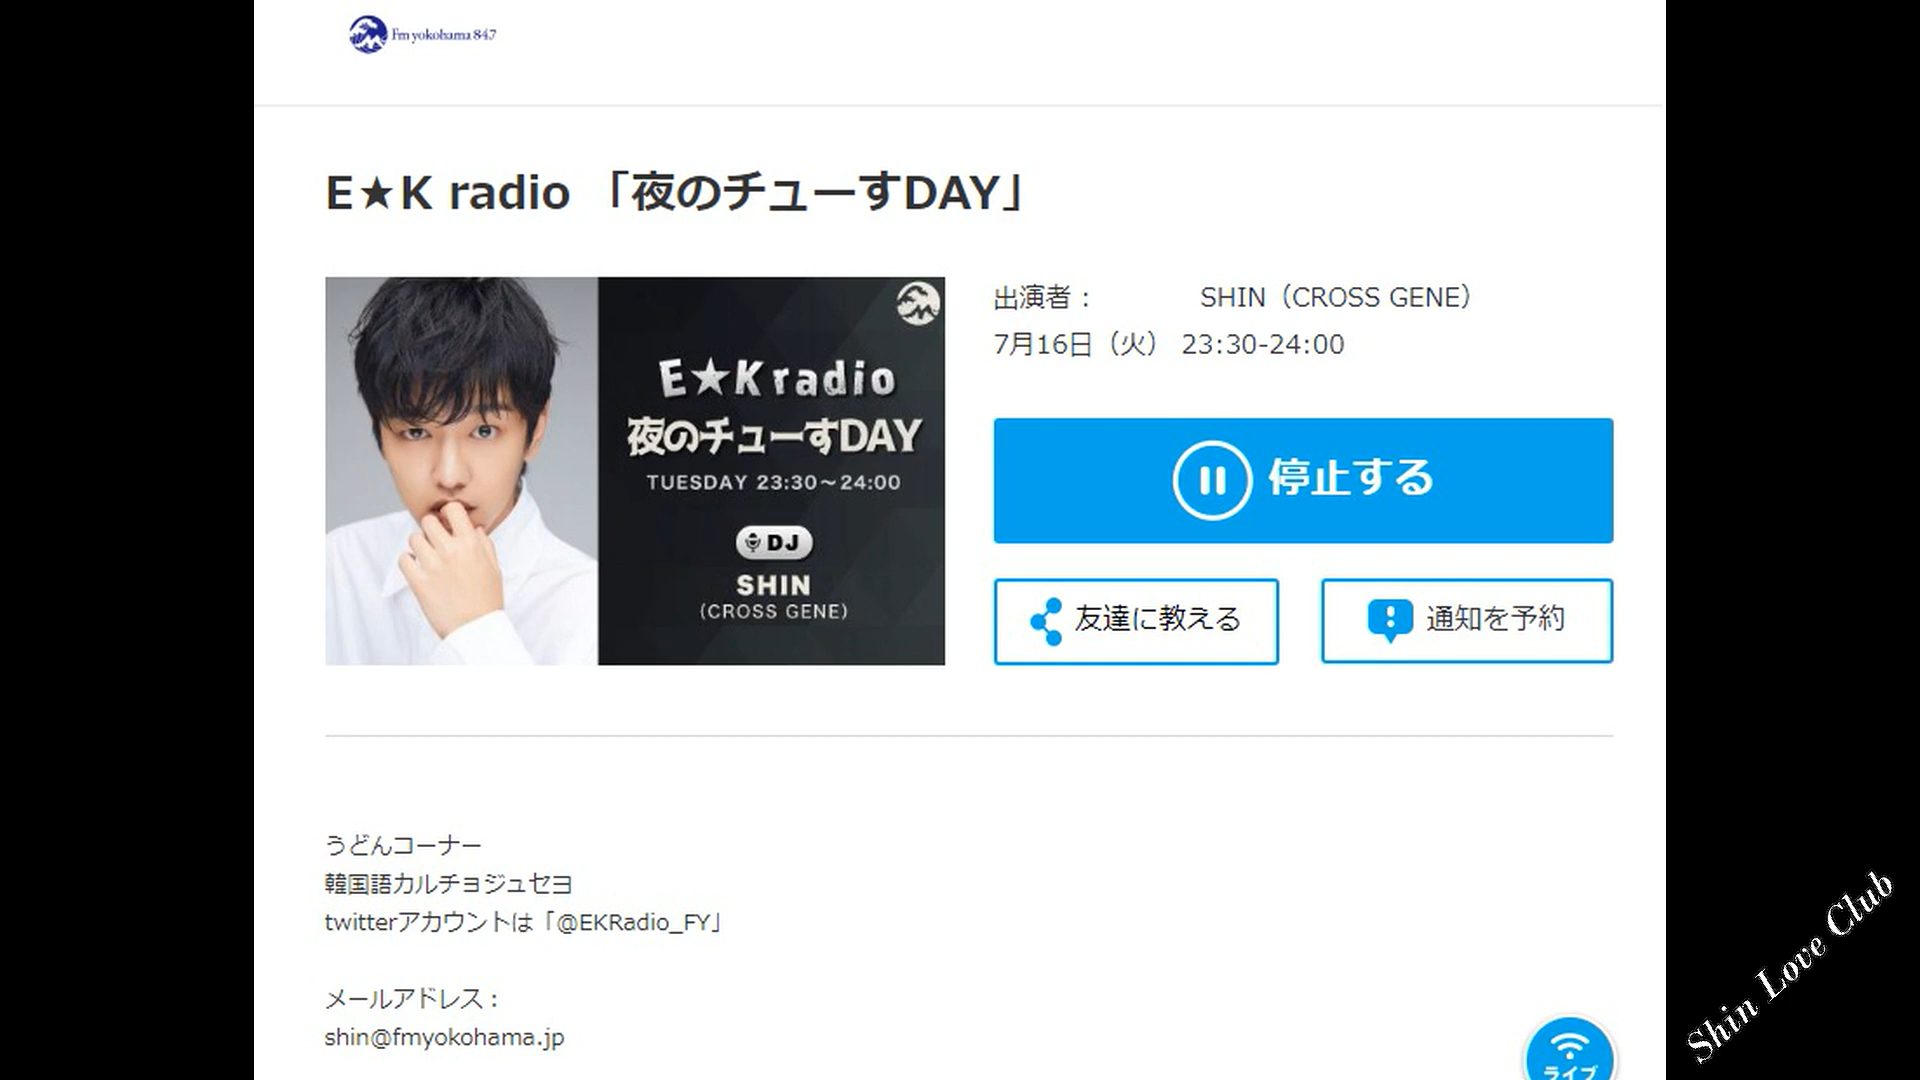 Fm yokohama 84.7
E★K radio 「夜のチューすDAY」
E★K radio
夜のチューすDAY
TUESDAY 23:30～24:00
DJ
SHIN
(CROSS GENE)
出演者： SHIN（CROSS GENE）
7月16日（火） 23:30-24:00
停止する
友達に教える
通知を予約
うどんコーナー
韓国語カルチョジュセヨ
twitterアカウントは「@EKRadio_FY」
メールアドレス：
shin@fmyokohama.jp
ライブ
Shin Love Club